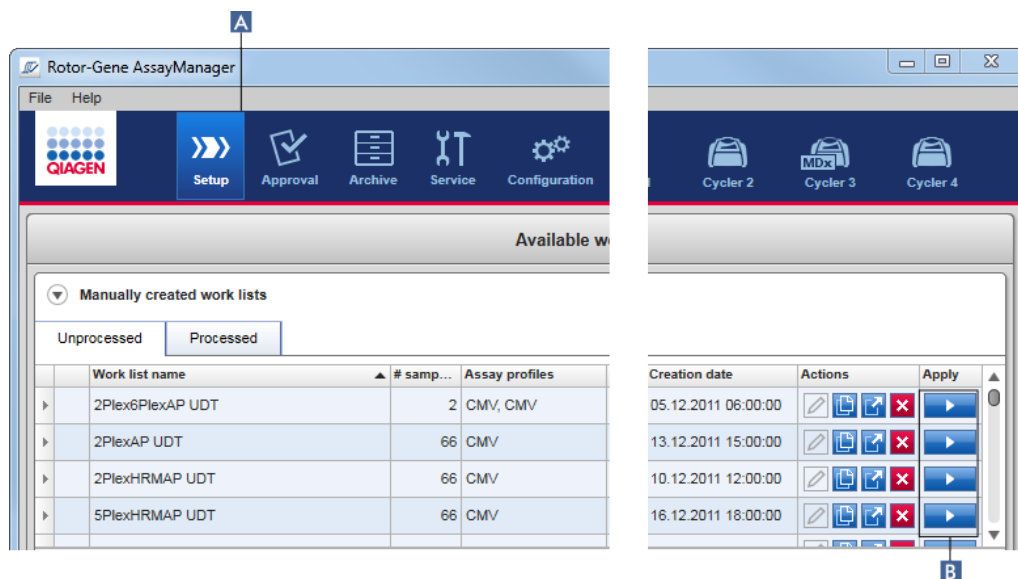 A
Rotor-Gene AssayManager
File Help
QIAGEN
Setup Approval Archive Service Configuration Cycler 2 MDx Cycler 3 Cycler 4
Available
Manually created work lists
Unprocessed Processed
Work list name # samp... Assay profiles Creation date Actions Apply
2Plex6PlexAP UDT 2 CMV, CMV 05.12.2011 06:00:00
2PlexAP UDT 66 CMV 13.12.2011 15:00:00
2PlexHRMAP UDT 66 CMV 10.12.2011 12:00:00
5PlexHRMAP UDT 66 CMV 16.12.2011 18:00:00
B